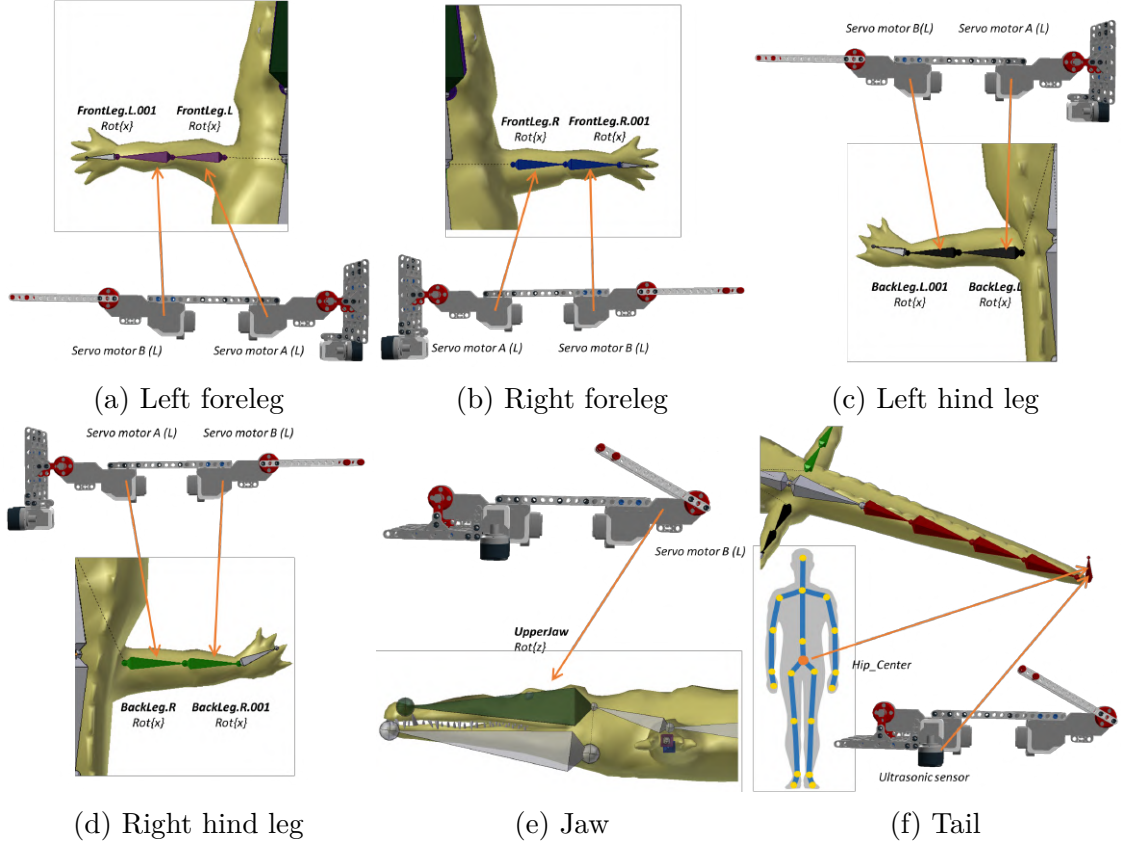 FrontLeg.L.001 FrontLeg.L
Rot{x} Rot{x}
Servo motor B (L) Servo motor A (L)
(a) Left foreleg
FrontLeg.R FrontLeg.R.001
Rot{x} Rot{x}
Servo motor A (L) Servo motor B (L)
(b) Right foreleg
Servo motor B(L) Servo motor A (L)
BackLeg.L.001 BackLeg.L
Rot{x} Rot{x}
(c) Left hind leg
Servo motor A (L) Servo motor B (L)
BackLeg.R BackLeg.R.001
Rot{x} Rot{x}
(d) Right hind leg
Servo motor B (L)
UpperJaw
Rot{z}
(e) Jaw
Hip_Center
Ultrasonic sensor
(f) Tail